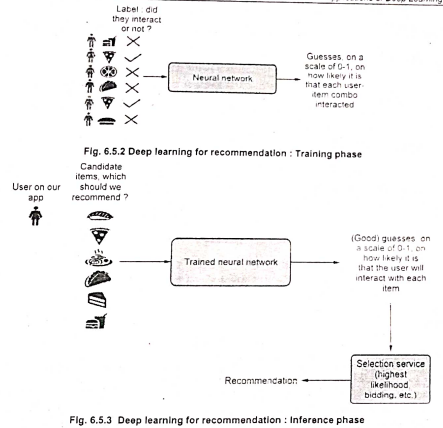 Label : did
they interact
or not ?
Neural network
Guesses, on a
scale of 0-1, on
how likely it is
that each user-
item combo
interacted
Fig. 6.5.2 Deep learning for recommendation : Training phase
User on our
app
Candidate
items, which
should we
recommend ?
Trained neural network
(Good) guesses on
a scale of 0-1, on
how likely it is
that the user will
interact with each
item
Selection service
(highest
likelihood,
bidding, etc.)
Recommendation
Fig. 6.5.3 Deep learning for recommendation : Inference phase